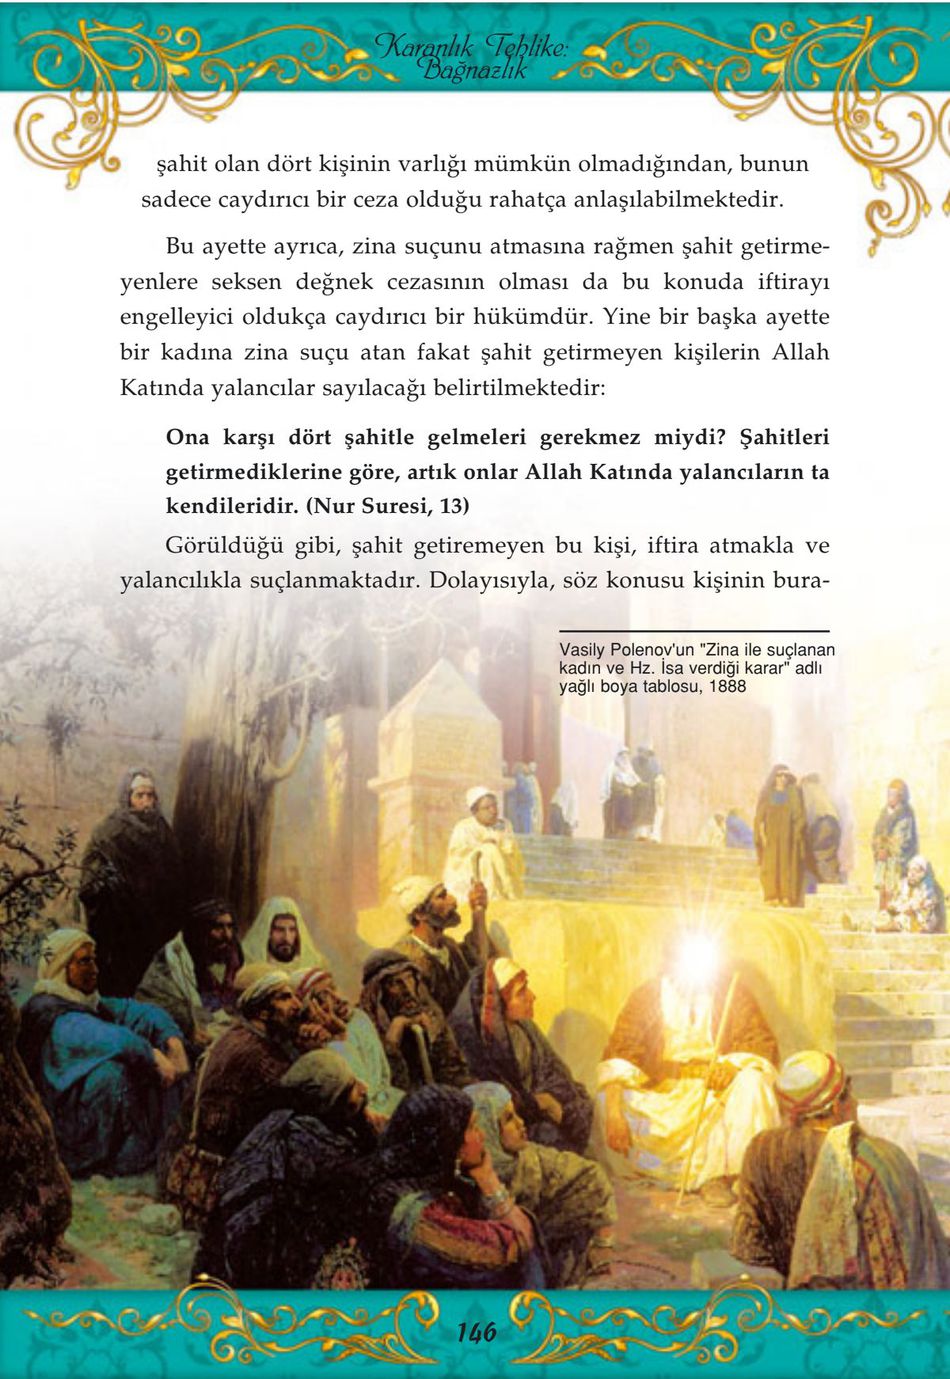 Karanlık Tehlike:
Bağnazlık
şahit olan dört kişinin varlığı mümkün olmadığından, bunun
sadece caydırıcı bir ceza olduğu rahatça anlaşılabilmektedir.
Bu ayette ayrıca, zina suçunu atmasına rağmen şahit getirme-
yenlere seksen değnek cezasının olması da bu konuda iftirayı
engelleyici oldukça caydırıcı bir hükümdür. Yine bir başka ayette
bir kadına zina suçu atan fakat şahit getirmeyen kişilerin Allah
Katında yalancılar sayılacağı belirtilmektedir:
Ona karşı dört şahitle gelmeleri gerekmez miydi? Şahitleri
getirmediklerine göre, artık onlar Allah Katında yalancıların ta
kendileridir. (Nur Suresi, 13)
Görüldüğü gibi, şahit getiremeyen bu kişi, iftira atmakla ve
yalancılıkla suçlanmaktadır. Dolayısıyla, söz konusu kişinin bura-
Vasily Polenov'un "Zina ile suçlanan
kadın ve Hz. İsa verdiği karar" adlı
yağlı boya tablosu, 1888
146